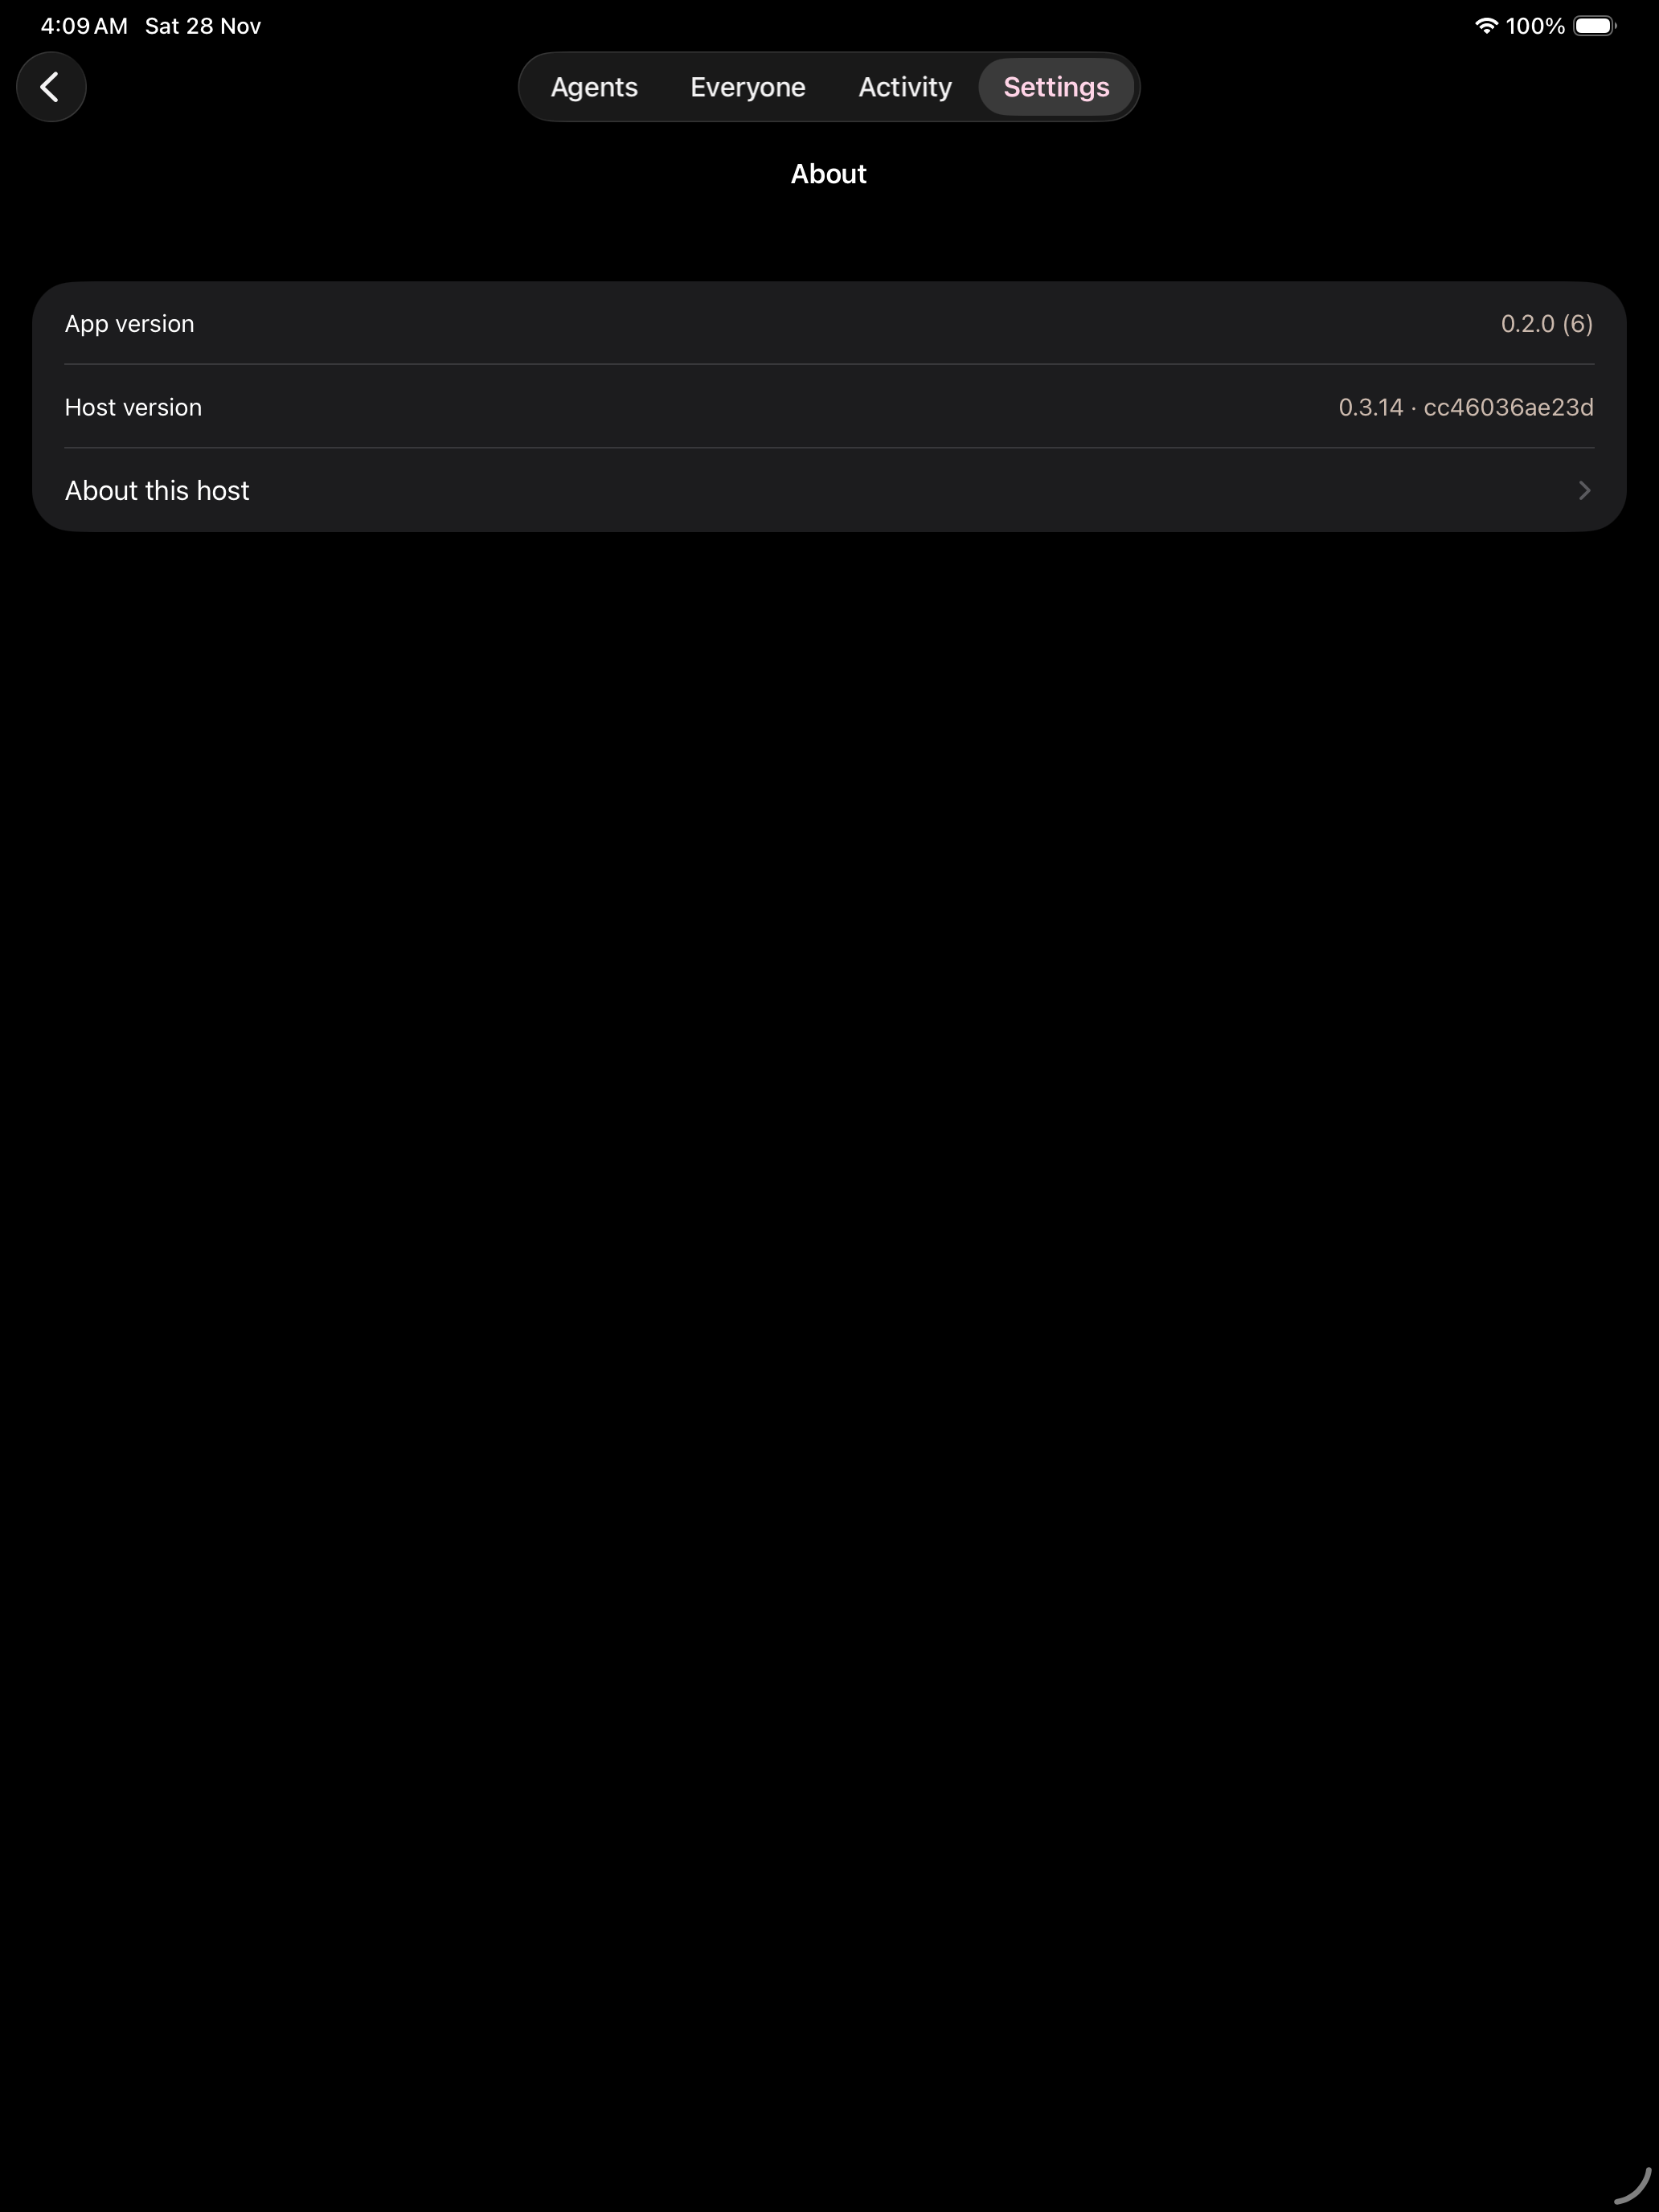 4:09 AM Sat 28 Nov 100%
Agents Everyone Activity Settings
About
App version 0.2.0 (6)
Host version 0.3.14 · cc46036ae23d
About this host